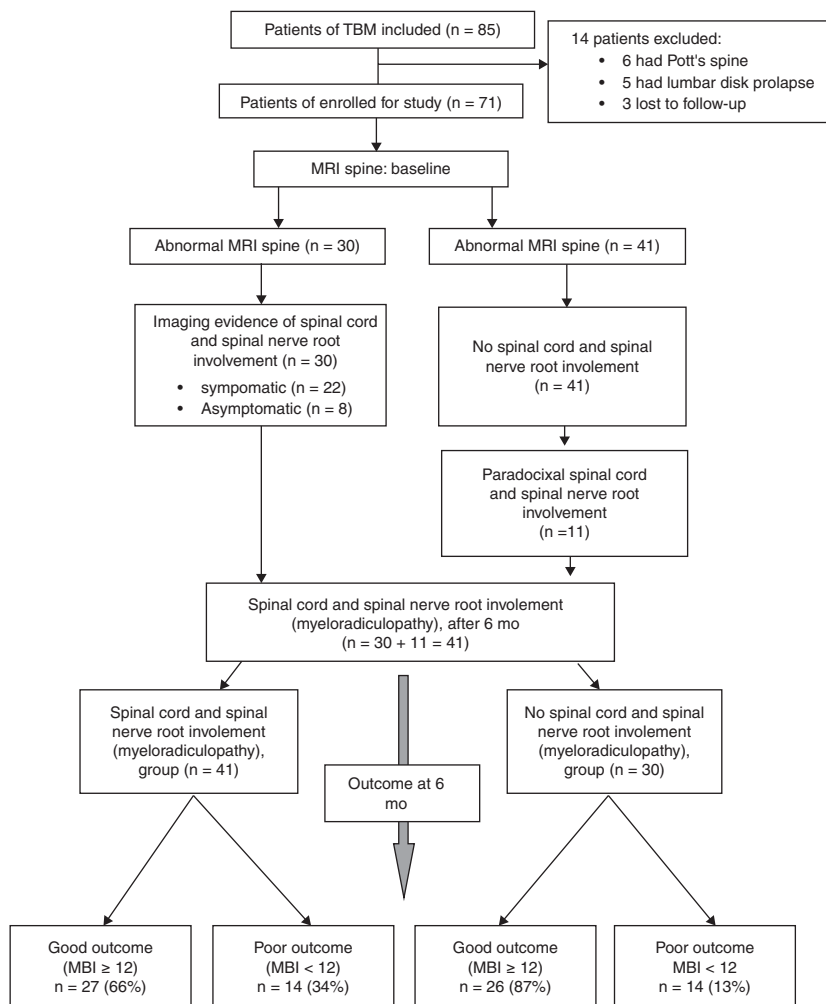 Patients of TBM included (n = 85)
14 patients excluded:
• 6 had Pott's spine
• 5 had lumbar disk prolapse
• 3 lost to follow-up
Patients of enrolled for study (n = 71)
MRI spine: baseline
Abnormal MRI spine (n = 30)
Abnormal MRI spine (n = 41)
Imaging evidence of spinal cord
and spinal nerve root
involvement (n = 30)
• sympomatic (n = 22)
• Asymptomatic (n = 8)
No spinal cord and spinal
nerve root involement
(n = 41)
Paradocixal spinal cord
and spinal nerve root
involvement
(n =11)
Spinal cord and spinal nerve root involement
(myeloradiculopathy), after 6 mo
(n = 30 + 11 = 41)
Spinal cord and spinal
nerve root involement
(myeloradiculopathy),
group (n = 41)
No spinal cord and spinal
nerve root involement
(myeloradiculopathy),
group (n = 30)
Outcome at 6
mo
Good outcome
(MBI ≥ 12)
n = 27 (66%)
Poor outcome
(MBI < 12)
n = 14 (34%)
Good outcome
(MBI ≥ 12)
n = 26 (87%)
Poor outcome
MBI < 12
n = 14 (13%)